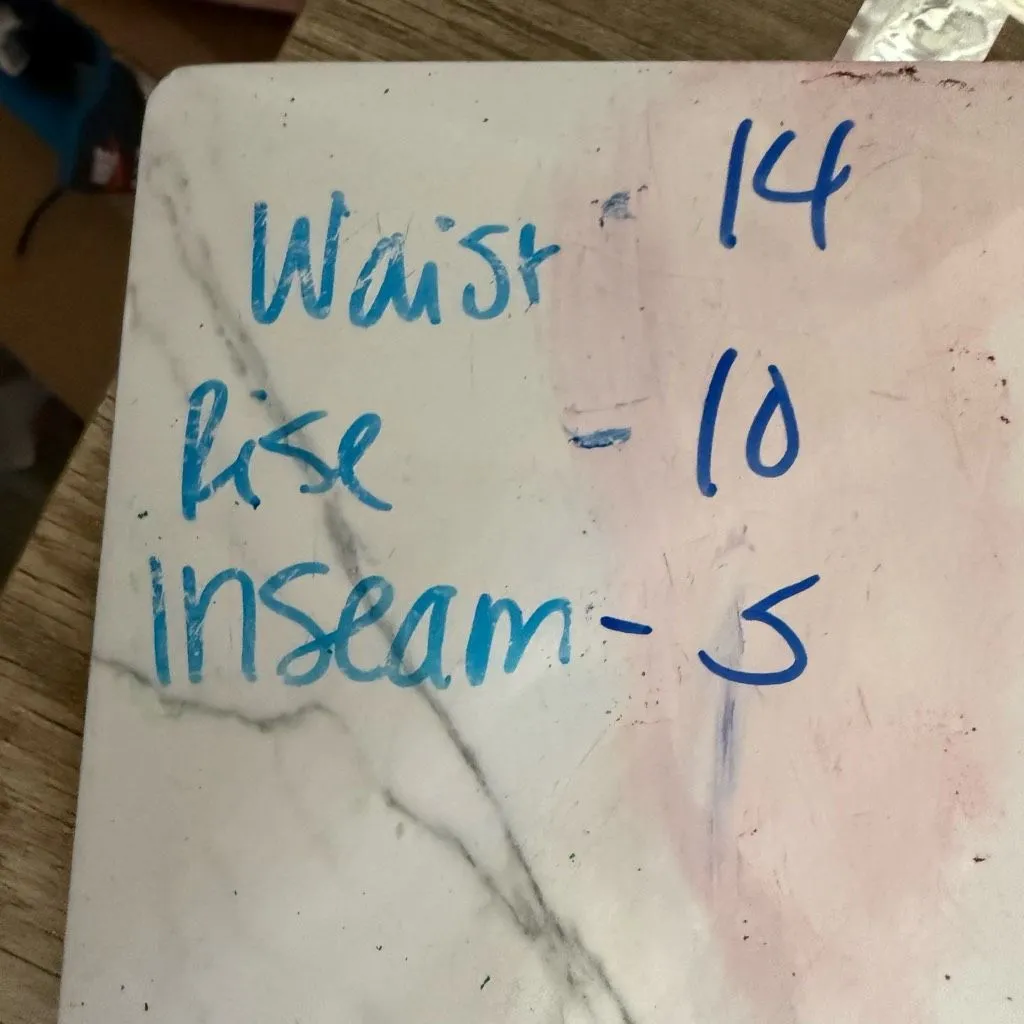 Waist - 14
Rise - 10
Inseam - 5